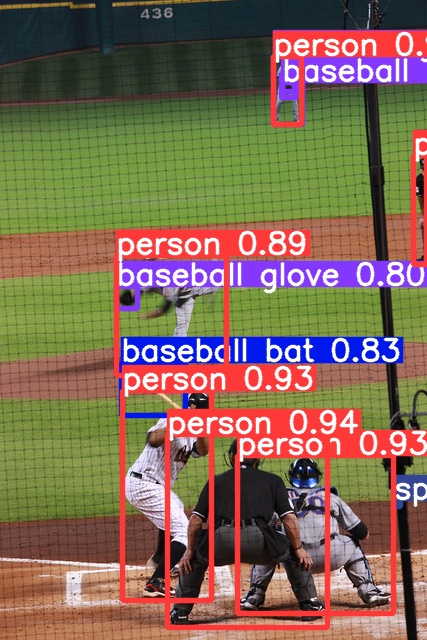 436
person 0.9
baseball
p
person 0.89
baseball glove 0.80
baseball bat 0.83
person 0.93
person 0.94
person 0.93
sp